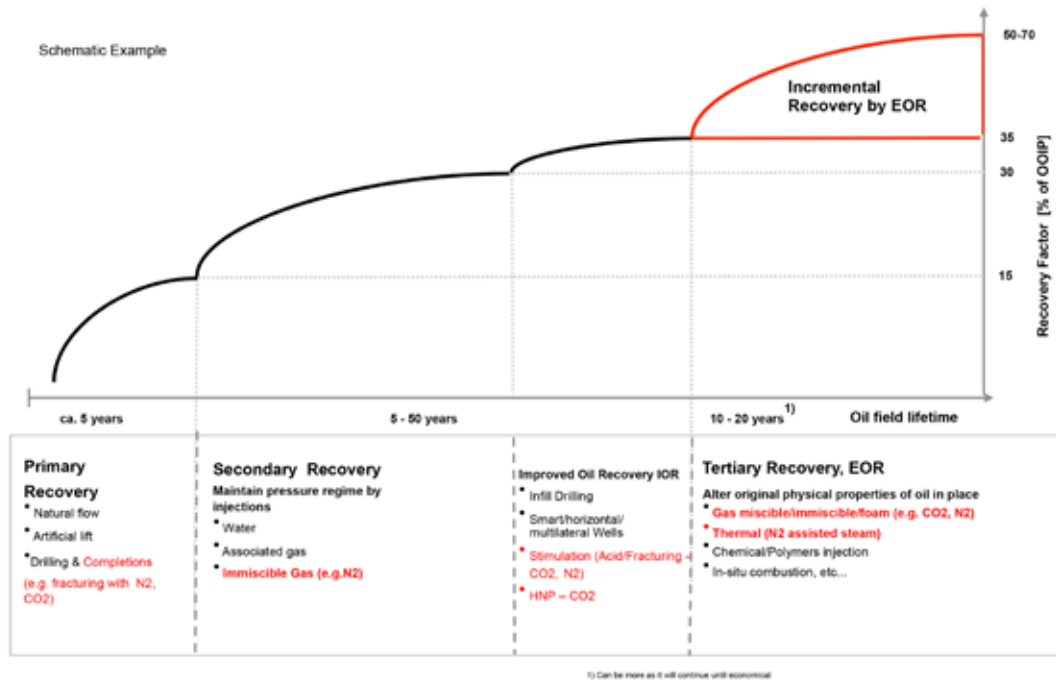 Schematic Example
50-70
Incremental
Recovery by EOR
35
30
15
Recovery Factor [% of OOIP]
ca. 5 years
5 - 50 years
10 - 20 years 1)
Oil field lifetime
Primary
Recovery
• Natural flow
• Artificial lift
• Drilling & Completions
(e.g. fracturing with N2,
CO2)
Secondary Recovery
Maintain pressure regime by
injections
• Water
• Associated gas
• Immiscible Gas (e.g.N2)
Improved Oil Recovery IOR
• Infill Drilling
• Smart/horizontal/
multilateral Wells
• Stimulation (Acid/Fracturing –
CO2, N2)
• HNP – CO2
Tertiary Recovery, EOR
Alter original physical properties of oil in place
• Gas miscible/immiscible/foam (e.g. CO2, N2)
• Thermal (N2 assisted steam)
• Chemical/Polymers injection
• In-situ combustion, etc...
1) Can be more as it will continue until economical